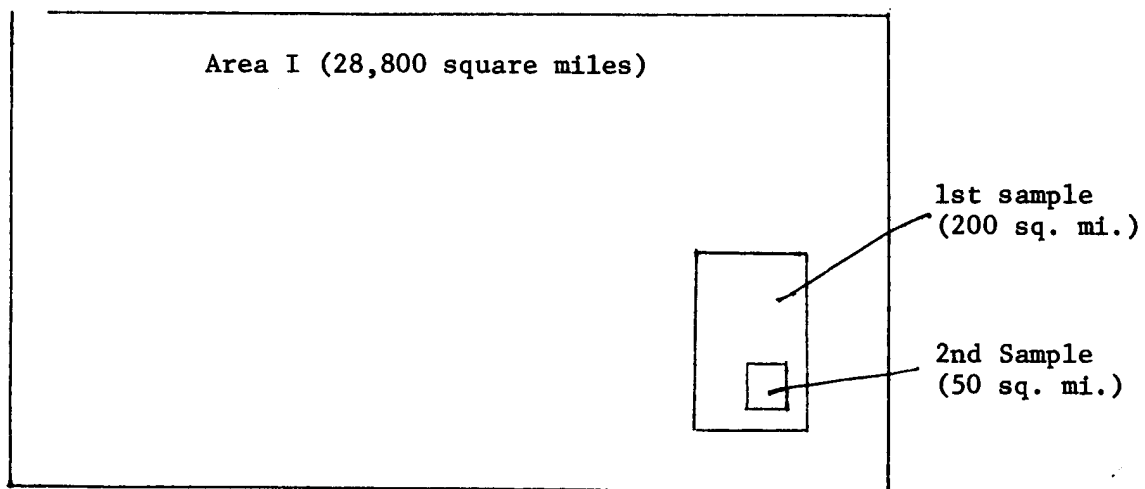 Area I (28,800 square miles)
1st sample
(200 sq. mi.)
2nd Sample
(50 sq. mi.)